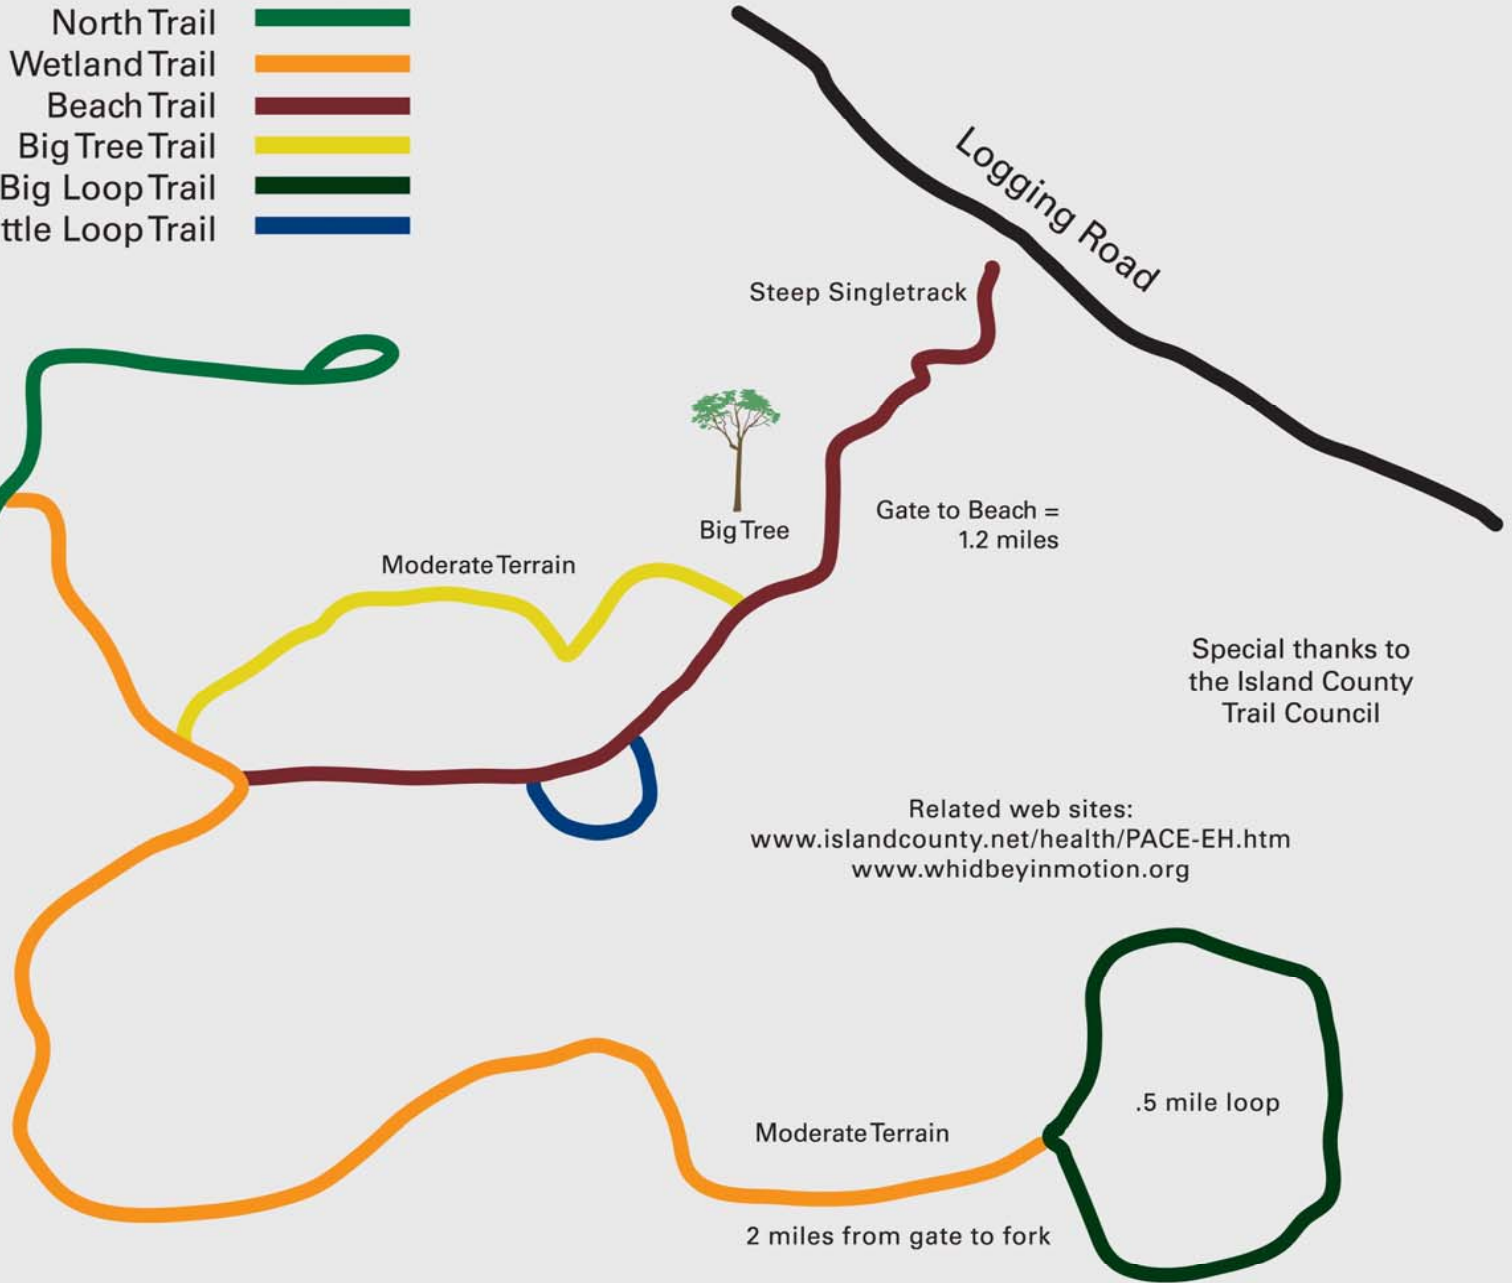 North Trail
Wetland Trail
Beach Trail
Big Tree Trail
Big Loop Trail
ttle Loop Trail
Logging Road
Steep Singletrack
Big Tree
Gate to Beach =
1.2 miles
Moderate Terrain
Special thanks to
the Island County
Trail Council
Related web sites:
www.islandcounty.net/health/PACE-EH.htm
www.whidbeyinmotion.org
.5 mile loop
Moderate Terrain
2 miles from gate to fork